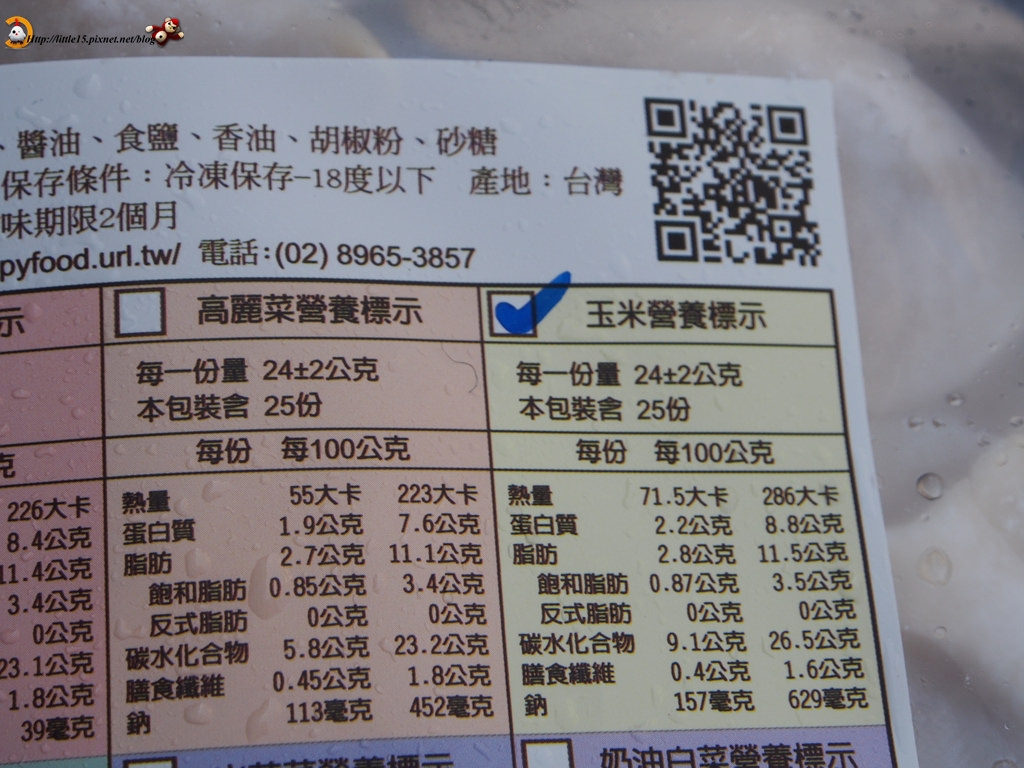 Http://little15.pixnet.net/blog
、醬油、食鹽、香油、胡椒粉、砂糖
保存條件：冷凍保存-18度以下 產地：台灣
味期限2個月
pyfood.url.tw/ 電話:(02) 8965-3857
示
克
226大卡
8.4公克
11.4公克
3.4公克
0公克
23.1公克
1.8公克
39毫克
高麗菜營養標示
每一份量 24±2公克
本包裝含 25份
每份 每100公克
熱量 55大卡 223大卡
蛋白質 1.9公克 7.6公克
脂肪 2.7公克 11.1公克
飽和脂肪 0.85公克 3.4公克
反式脂肪 0公克 0公克
碳水化合物 5.8公克 23.2公克
膳食纖維 0.45公克 1.8公克
鈉 113毫克 452毫克
玉米營養標示
每一份量 24±2公克
本包裝含 25份
每份 每100公克
熱量 71.5大卡 286大卡
蛋白質 2.2公克 8.8公克
脂肪 2.8公克 11.5公克
飽和脂肪 0.87公克 3.5公克
反式脂肪 0公克 0公克
碳水化合物 9.1公克 26.5公克
膳食纖維 0.4公克 1.6公克
鈉 157毫克 629毫克
營養標示
奶油白菜營養標示